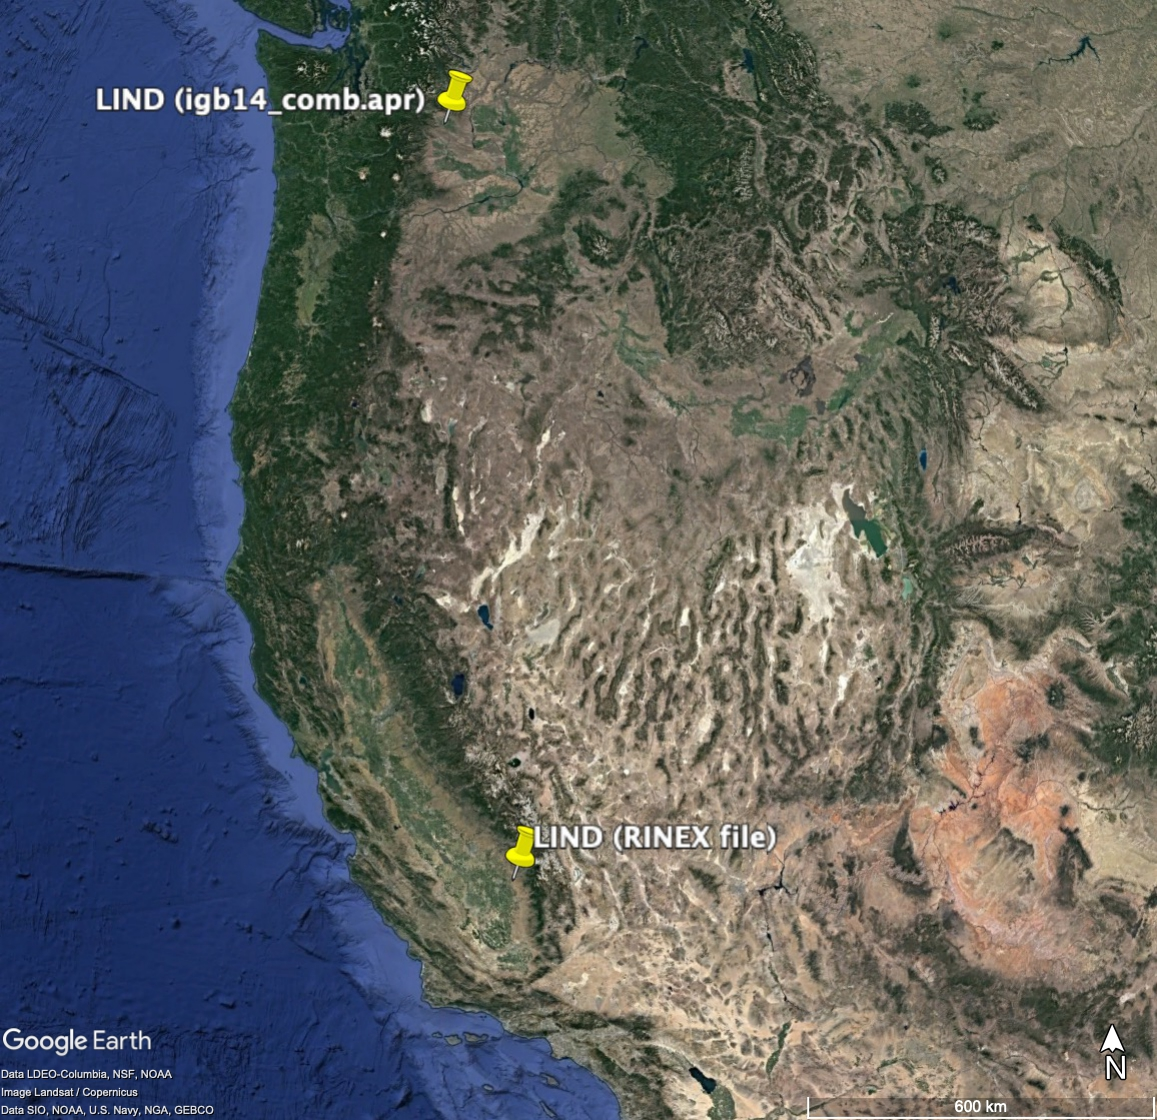 LIND (igb14_comb.apr)
LIND (RINEX file)
Google Earth
Data LDEO-Columbia, NSF, NOAA
Image Landsat / Copernicus
Data SIO, NOAA, U.S. Navy, NGA, GEBCO
N
600 km